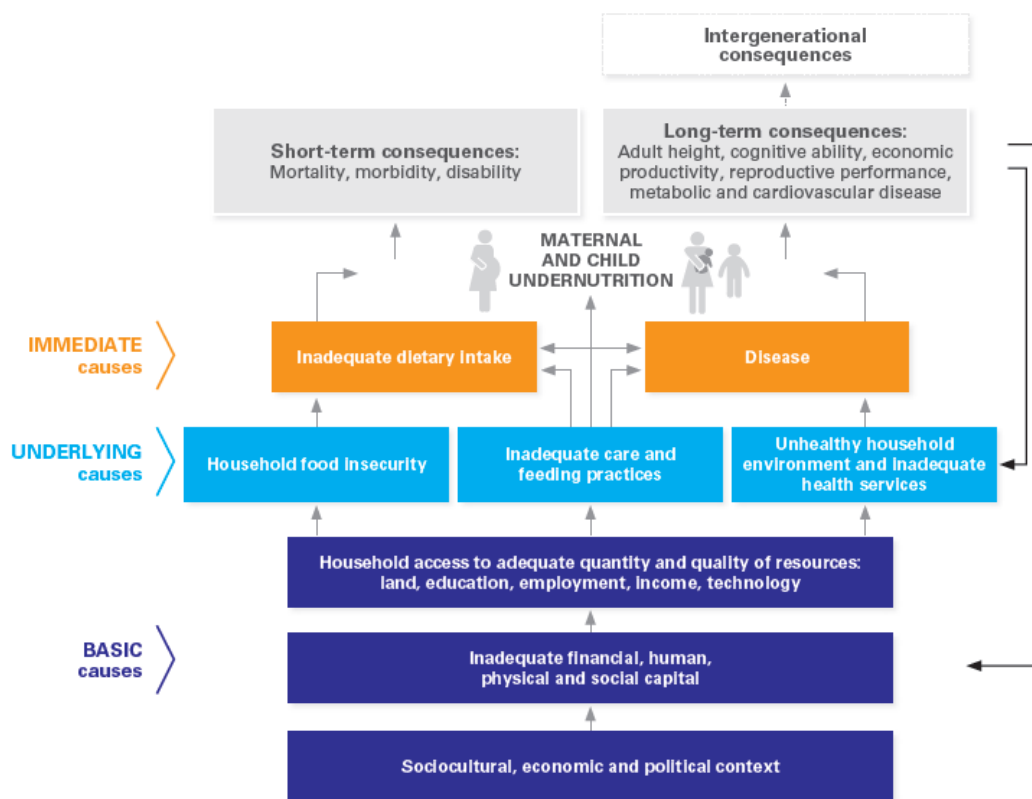 Intergenerational
consequences
Short-term consequences:
Mortality, morbidity, disability
Long-term consequences:
Adult height, cognitive ability, economic
productivity, reproductive performance,
metabolic and cardiovascular disease
MATERNAL
AND CHILD
UNDERNUTRITION
IMMEDIATE
causes
Inadequate dietary intake
Disease
UNDERLYING
causes
Household food insecurity
Inadequate care and
feeding practices
Unhealthy household
environment and inadequate
health services
Household access to adequate quantity and quality of resources:
land, education, employment, income, technology
BASIC
causes
Inadequate financial, human,
physical and social capital
Sociocultural, economic and political context